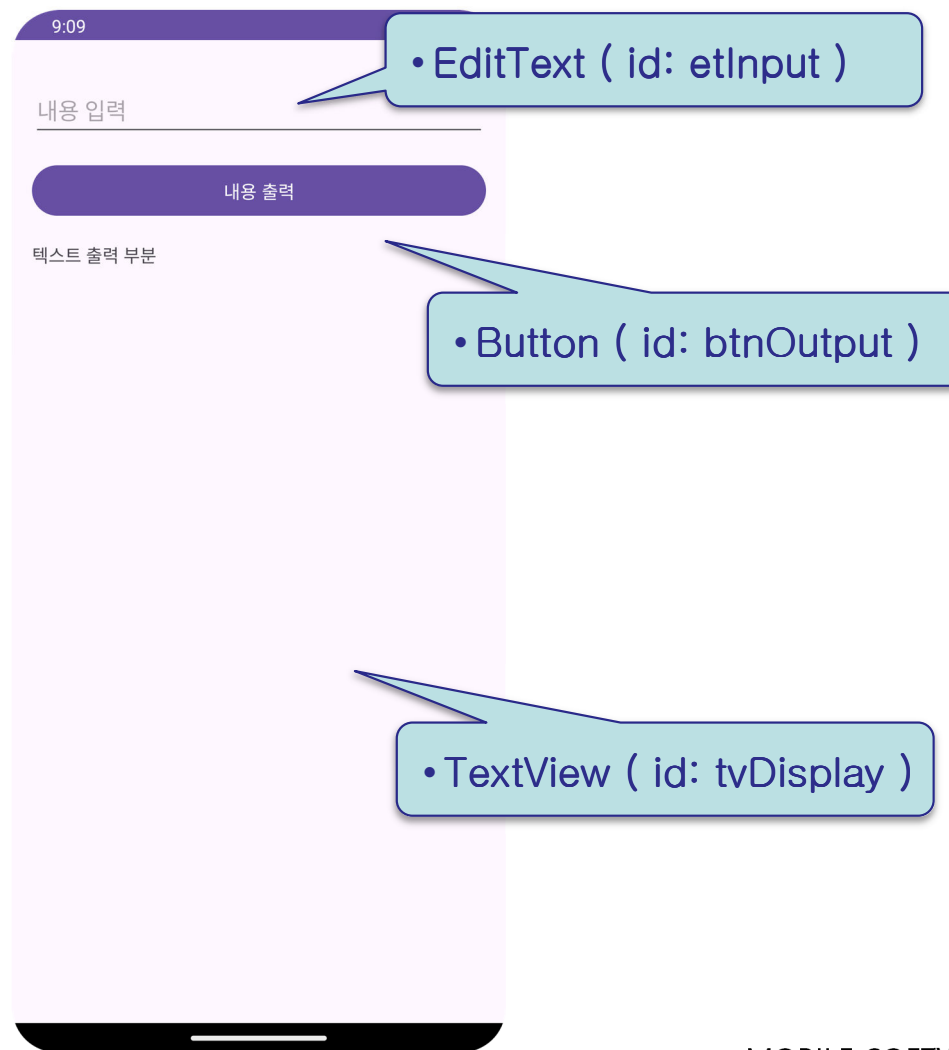 9:09
• EditText ( id: etInput )
내용 입력
내용 출력
텍스트 출력 부분
• Button ( id: btnOutput )
• TextView ( id: tvDisplay )